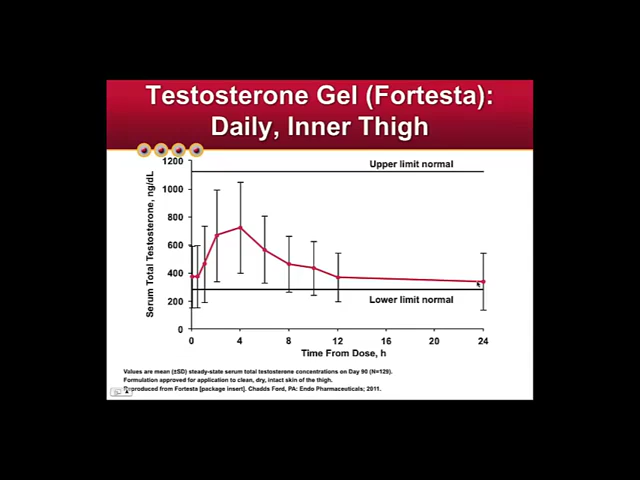 Testosterone Gel (Fortesta):
Daily, Inner Thigh
Upper limit normal
Lower limit normal
Serum Total Testosterone, ng/dL
1200
1000
800
600
400
200
0
0 4 8 12 16 20 24
Time From Dose, h
Values are mean (±SD) steady-state serum total testosterone concentrations on Day 90 (N=129).
Formulation approved for application to clean, dry, intact skin of the thigh.
Reproduced from Fortesta [package insert]. Chadds Ford, PA: Endo Pharmaceuticals; 2011.